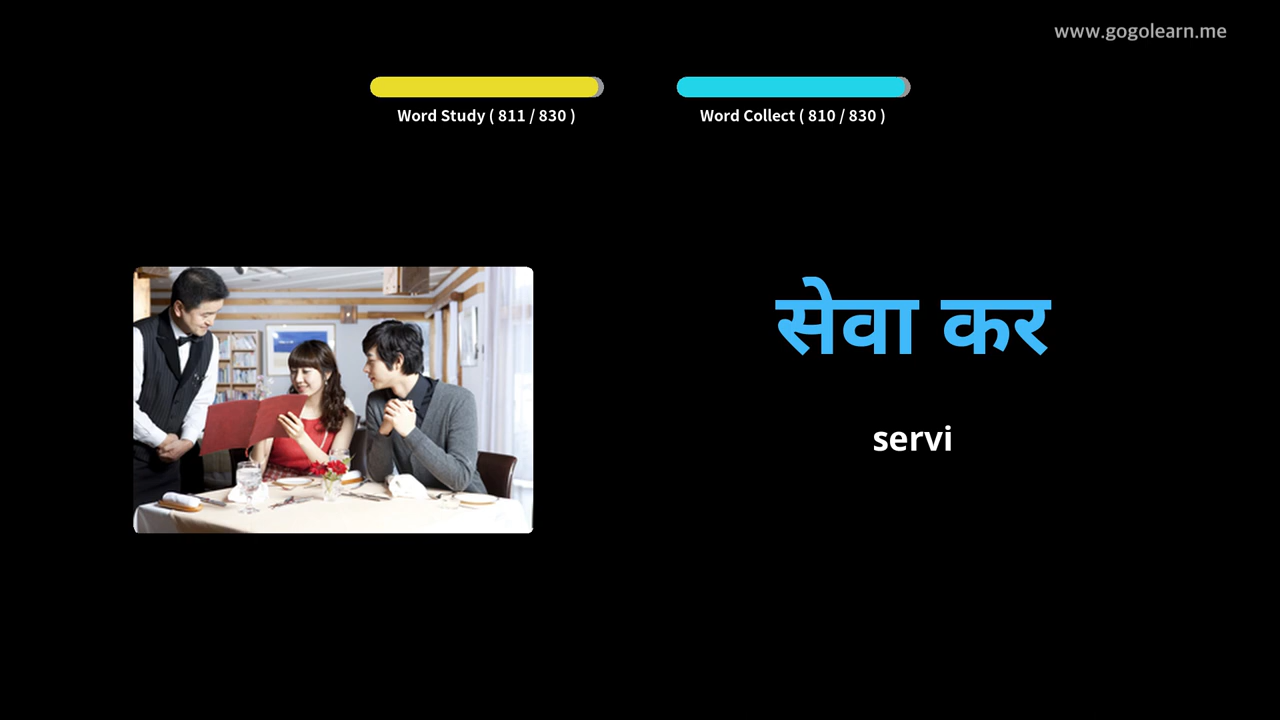 www.gogolearn.me
Word Study ( 811 / 830 )
Word Collect ( 810 / 830 )
सेवा कर
servi